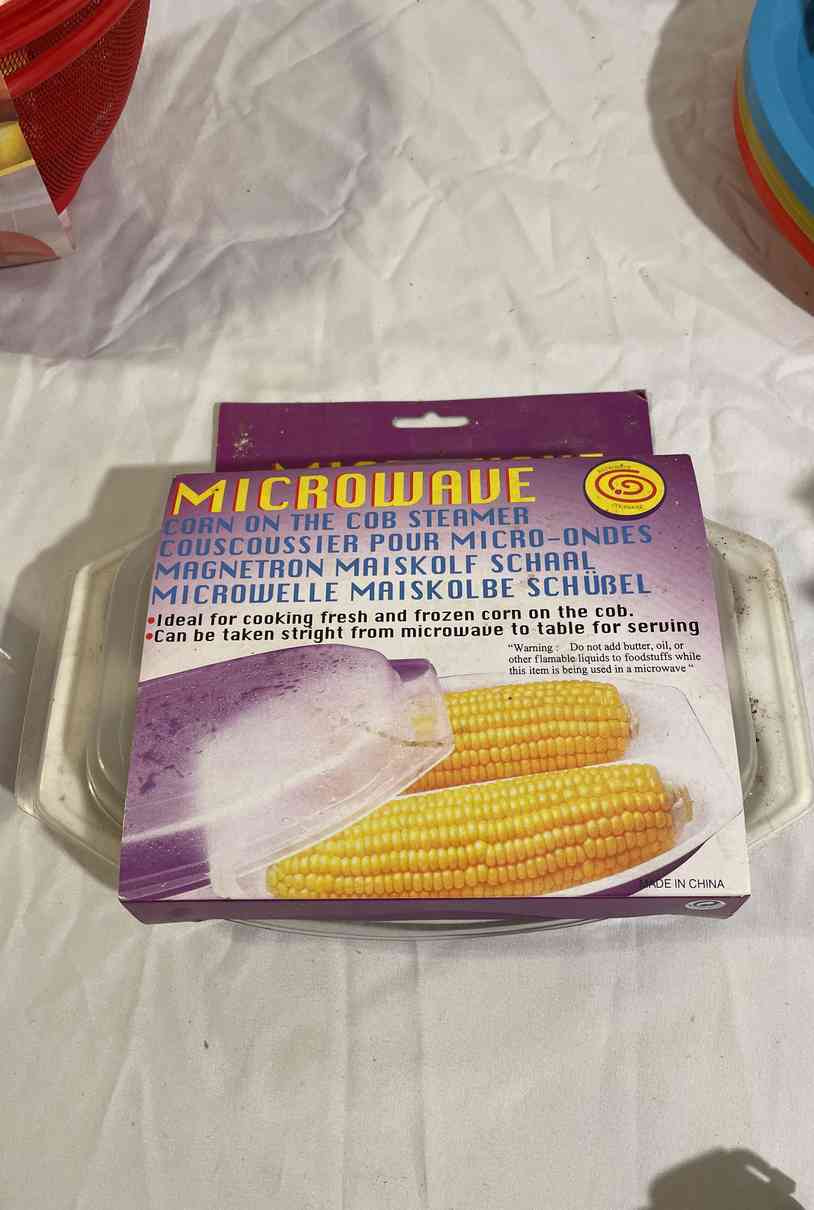 MICROWAVE
CORN ON THE COB STEAMER
COUSCOUSSIER POUR MICRO-ONDES
MAGNETRON MAISKOLF SCHAAL
MICROWELLE MAISKOLBE SCHÜßEL
•Ideal for cooking fresh and frozen corn on the cob.
•Can be taken stright from microwave to table for serving
"Warning : Do not add butter, oil, or
other flamable liquids to foodstuffs while
this item is being used in a microwave "
MADE IN CHINA